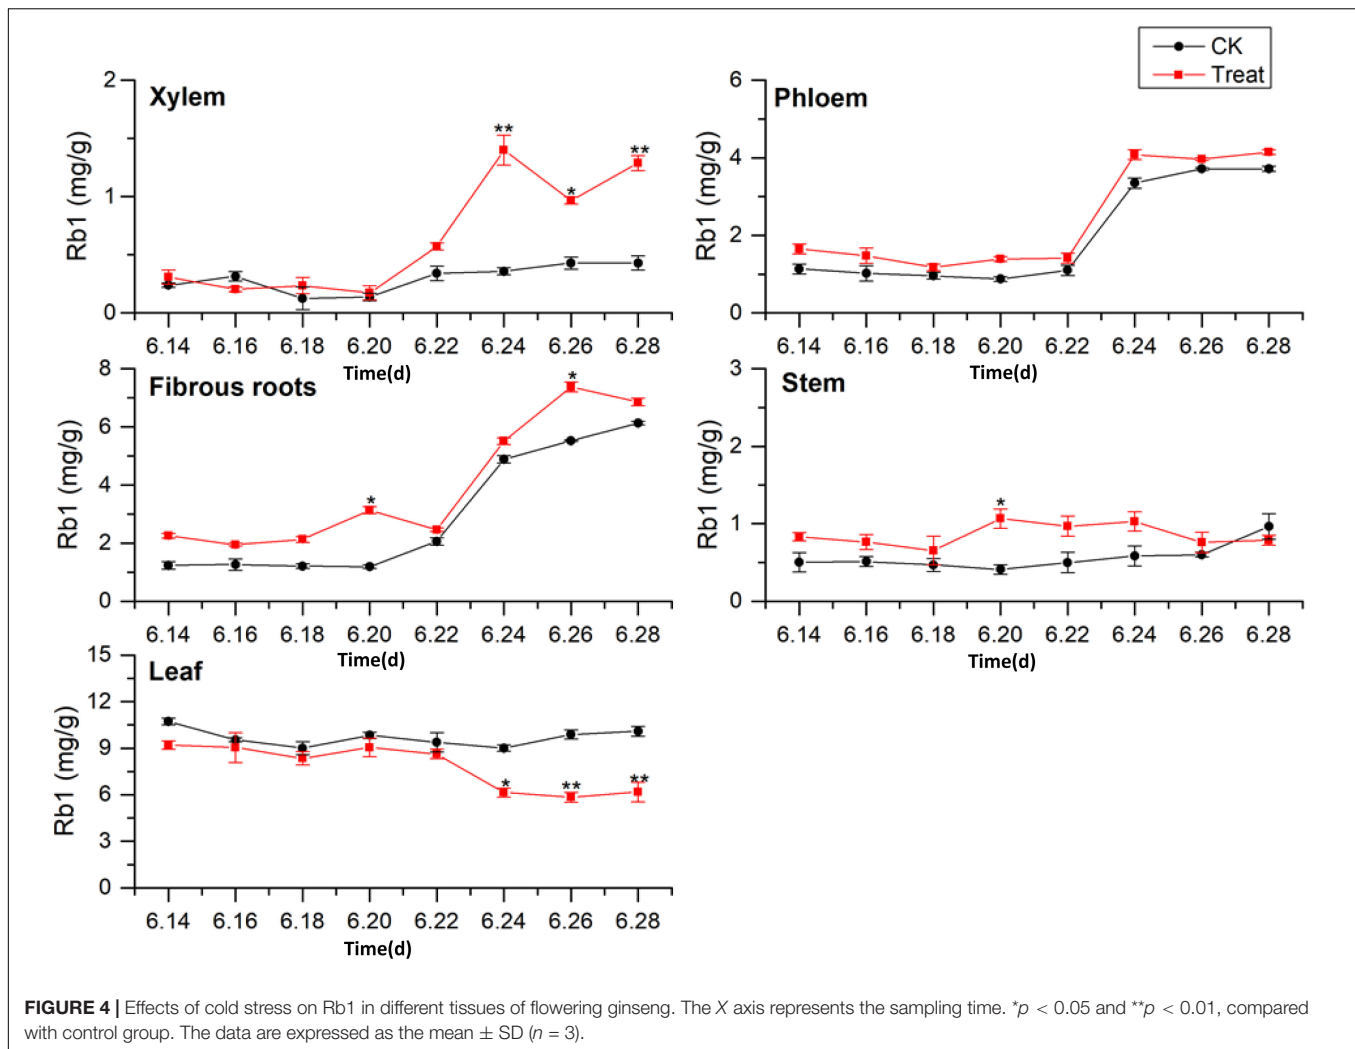 CK
Treat
Xylem
Rb1 (mg/g)
2
1
0
**
*
**
6.14 6.16 6.18 6.20 6.22 6.24 6.26 6.28
Time(d)
Phloem
Rb1 (mg/g)
6
4
2
0
6.14 6.16 6.18 6.20 6.22 6.24 6.26 6.28
Time(d)
Fibrous roots
Rb1 (mg/g)
8
6
4
2
0
*
*
6.14 6.16 6.18 6.20 6.22 6.24 6.26 6.28
Time(d)
Stem
Rb1 (mg/g)
3
2
1
0
*
6.14 6.16 6.18 6.20 6.22 6.24 6.26 6.28
Time(d)
Leaf
Rb1 (mg/g)
15
12
9
6
3
0
*
**
**
6.14 6.16 6.18 6.20 6.22 6.24 6.26 6.28
Time(d)
FIGURE 4 | Effects of cold stress on Rb1 in different tissues of flowering ginseng. The X axis represents the sampling time. *p < 0.05 and **p < 0.01, compared
with control group. The data are expressed as the mean ± SD (n = 3).